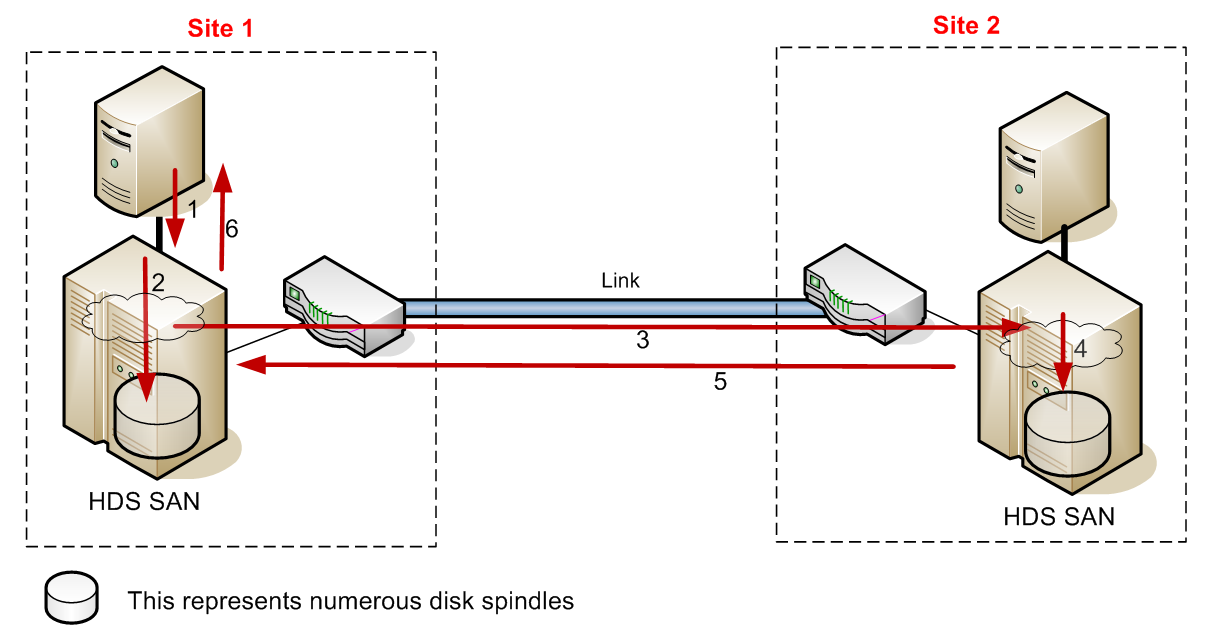 Site 1
Site 2
1
6
2
Link
3
4
5
HDS SAN
HDS SAN
This represents numerous disk spindles